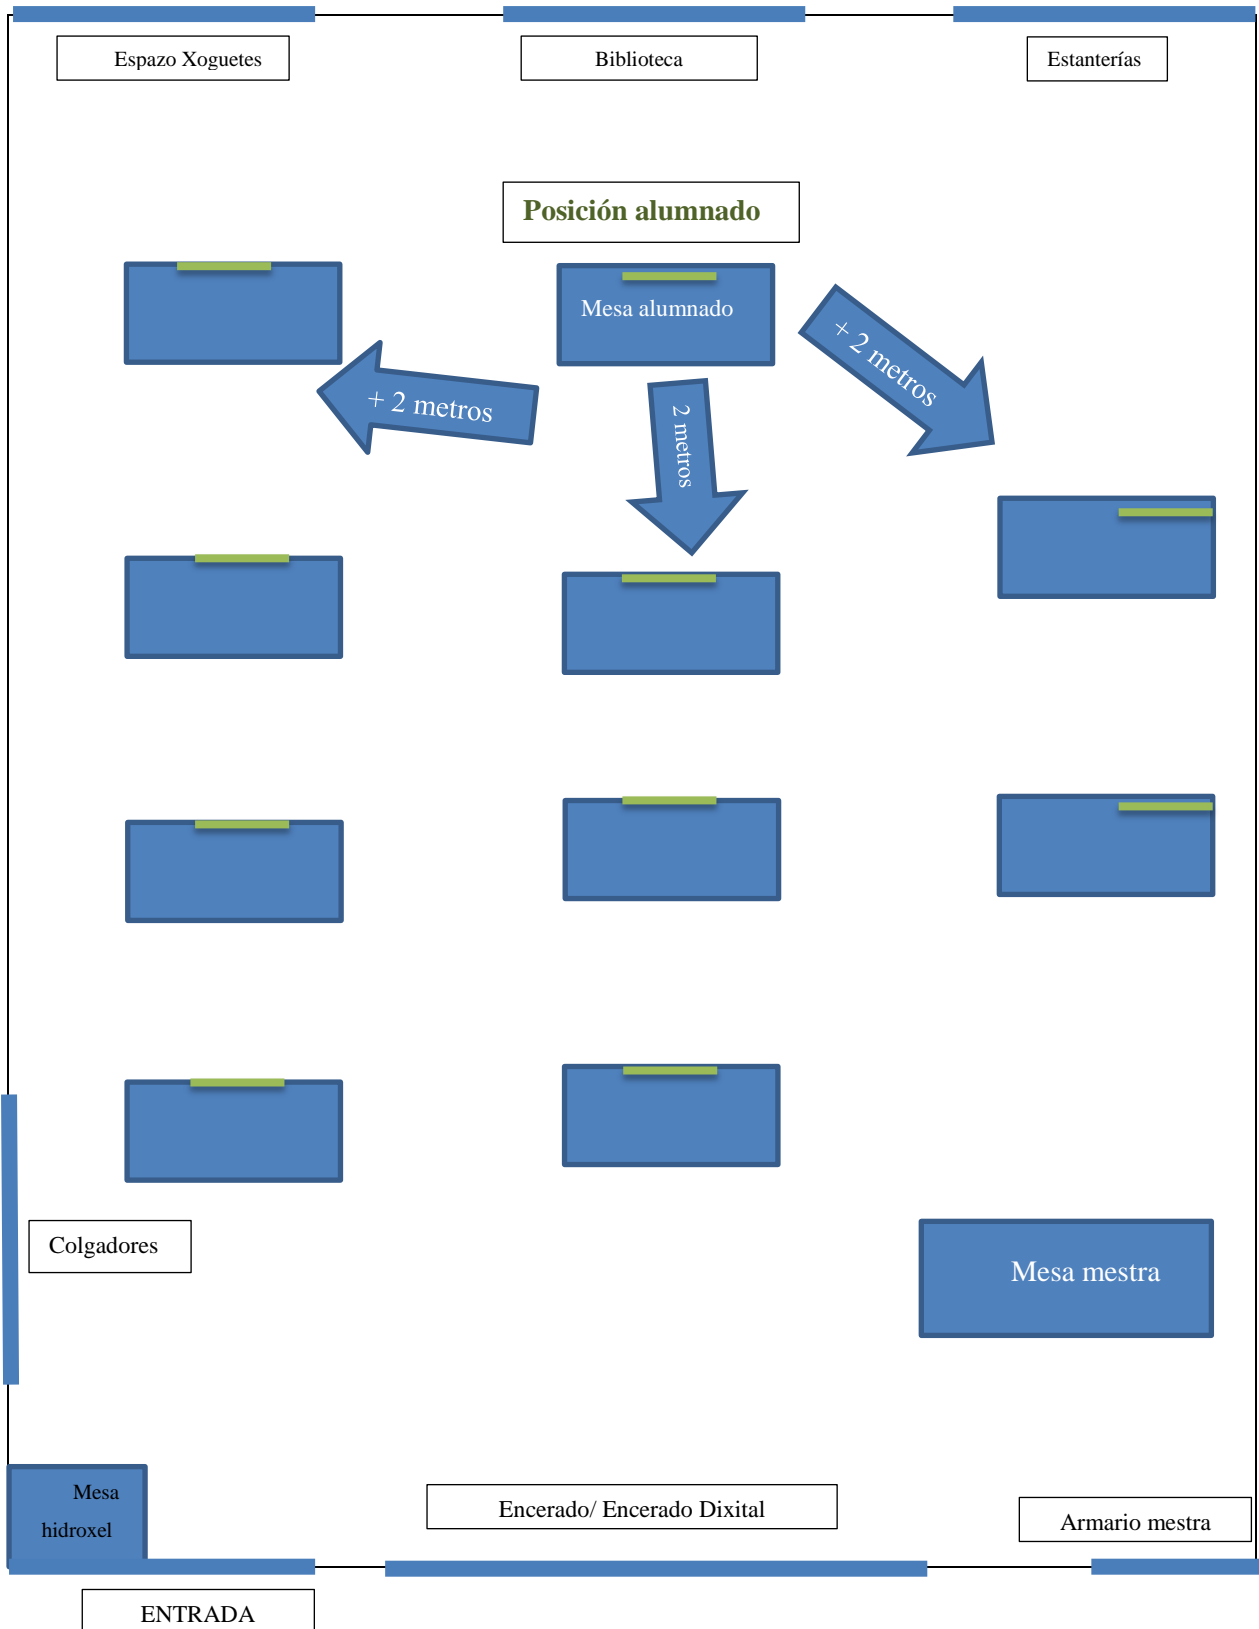 Espazo Xoguetes
Biblioteca
Estanterías
Posición alumnado
Mesa alumnado
+ 2 metros
+ 2 metros
2 metros
Colgadores
Mesa mestra
Mesa
hidroxel
Encerado/ Encerado Dixital
Armario mestra
ENTRADA